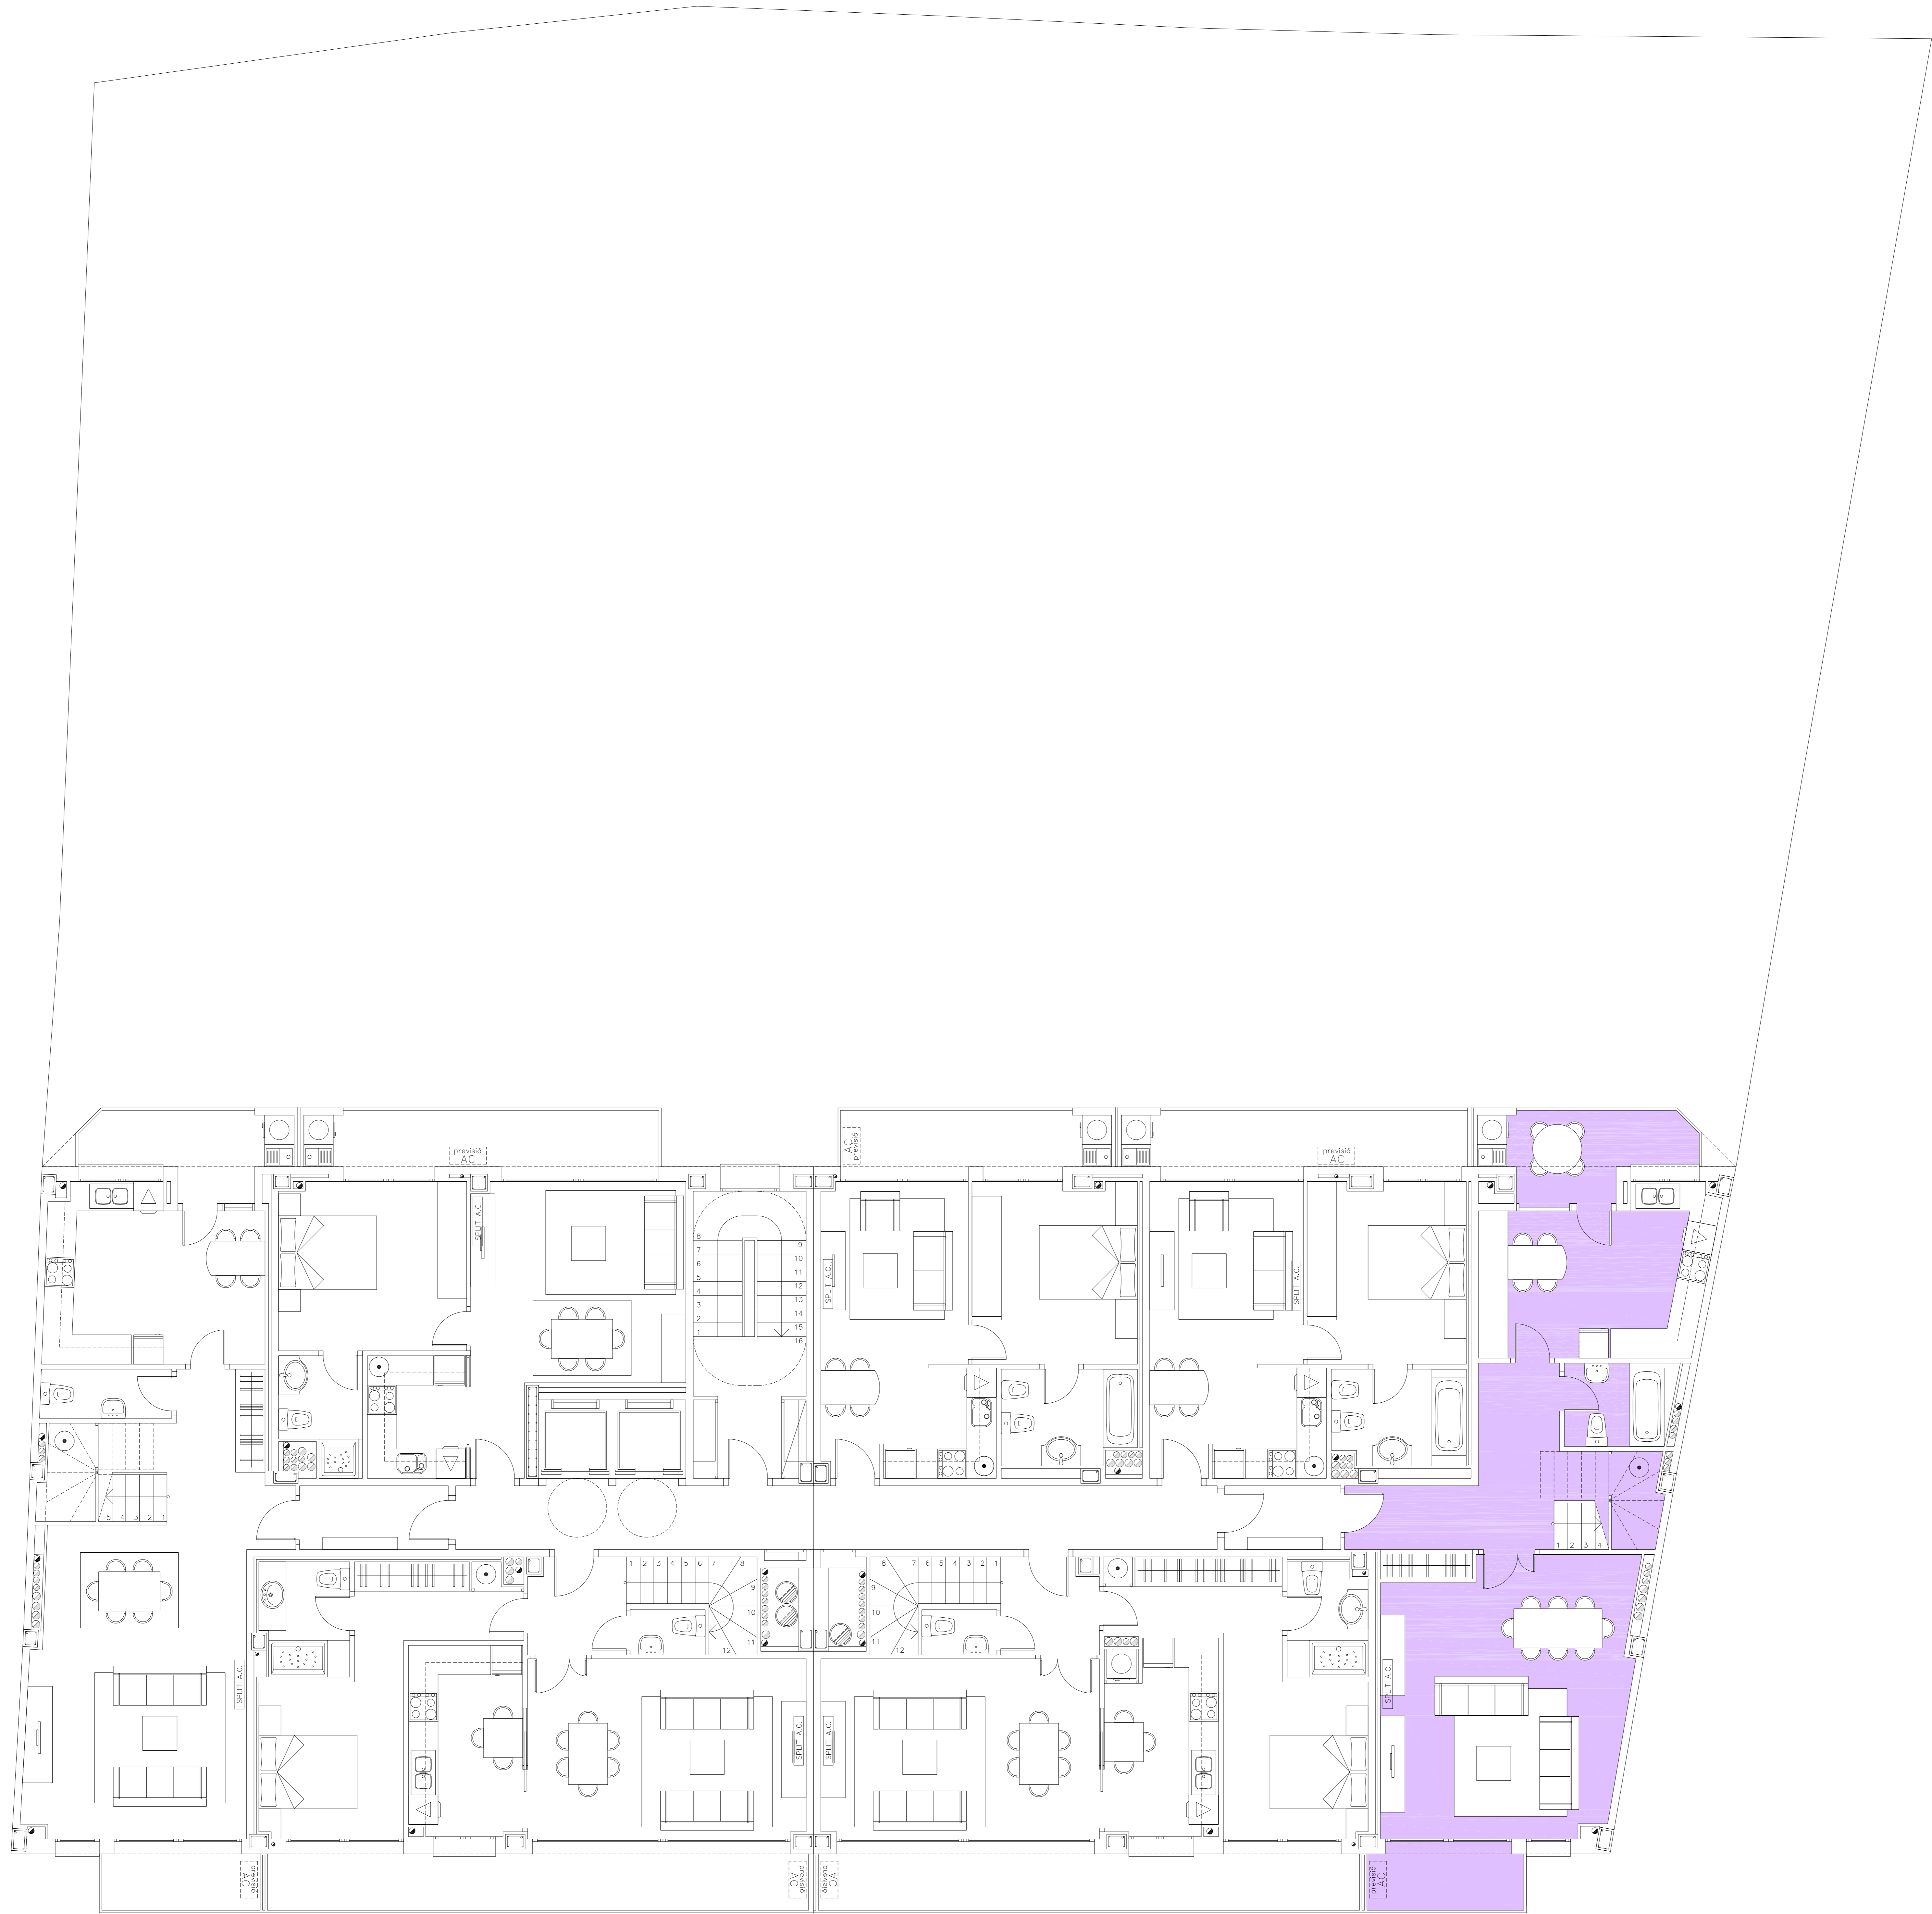 previsió
AC
AC
previsió
previsió
AC
SPLIT A.C.
SPLIT A.C.
SPLIT A.C.
8
7
6
5
4
3
2
1
9
10
11
12
13
14
15
16
5 4 3 2 1
1 2 3 4 5 6 7 8
9
10
11
12
8 7 6 5 4 3 2 1
9
10
11
12
1 2 3 4
SPLIT A.C.
SPLIT A.C.
SPLIT A.C.
SPLIT A.C.
previsió
AC
previsió
AC
previsió
AC
previsió
AC